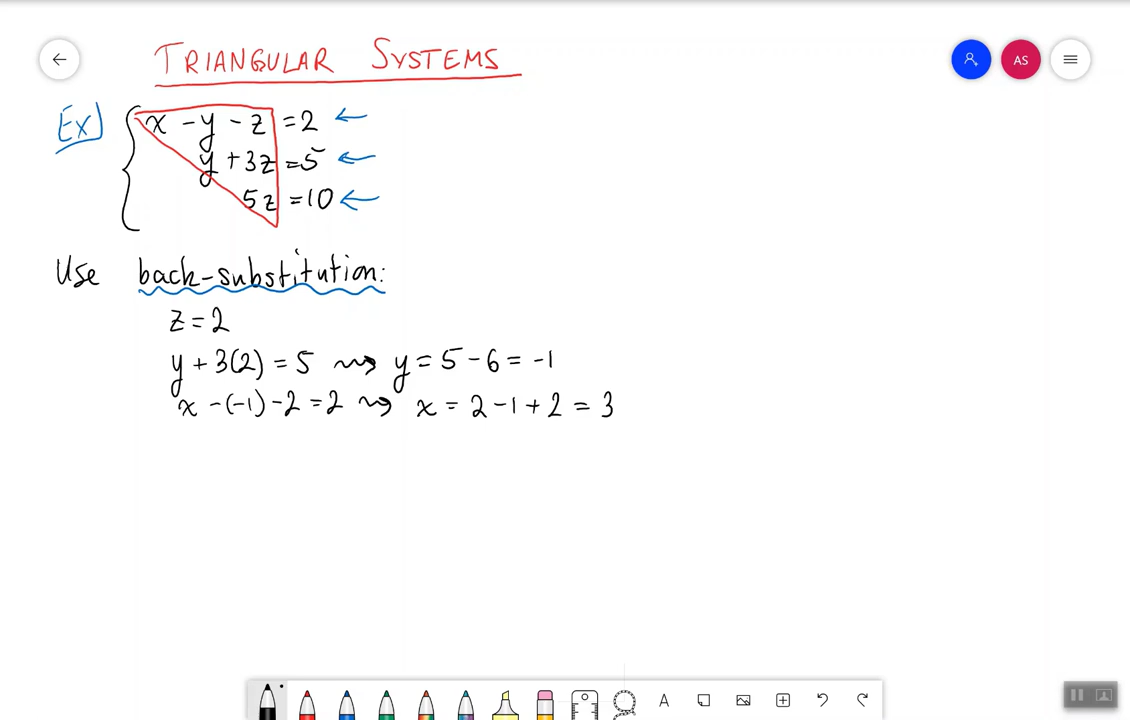 TRIANGULAR SYSTEMS
AS
Ex) x - y - z = 2 ←
y + 3z = 5 ←
5z = 10 ←
Use back-substitution:
z = 2
y + 3(2) = 5 ⇝ y = 5 - 6 = -1
x - (-1) - 2 = 2 ⇝ x = 2 - 1 + 2 = 3
A